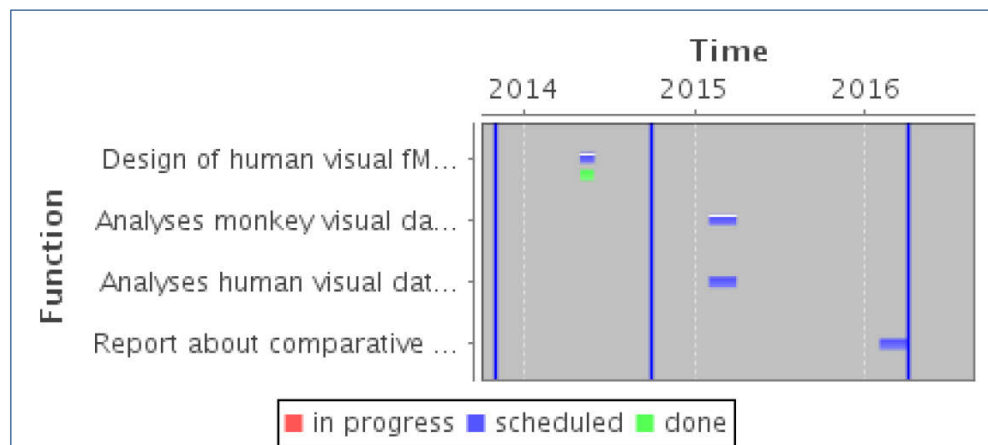 Time
2014 2015 2016
Function
Design of human visual fM...
Analyses monkey visual da...
Analyses human visual dat...
Report about comparative ...
in progress scheduled done